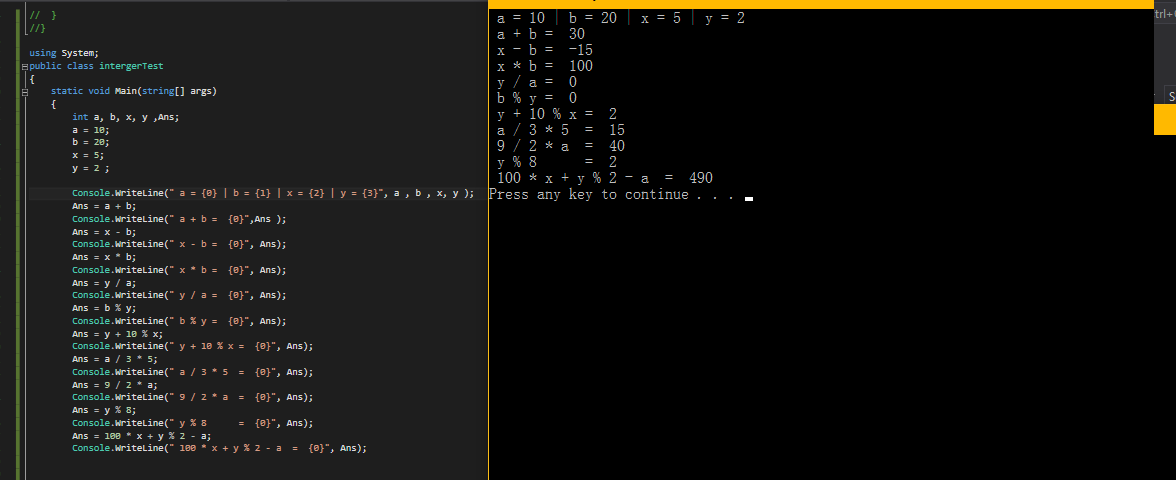 //  }
//}
using System;
public class intergerTest
{
static void Main(string[] args)
{
int a, b, x, y ,Ans;
a = 10;
b = 20;
x = 5;
y = 2 ;
Console.WriteLine(" a = {0} | b = {1} | x = {2} | y = {3}", a , b , x, y );
Ans = a + b;
Console.WriteLine(" a + b =  {0}",Ans );
Ans = x - b;
Console.WriteLine(" x - b =  {0}", Ans);
Ans = x * b;
Console.WriteLine(" x * b =  {0}", Ans);
Ans = y / a;
Console.WriteLine(" y / a =  {0}", Ans);
Ans = b % y;
Console.WriteLine(" b % y =  {0}", Ans);
Ans = y + 10 % x;
Console.WriteLine(" y + 10 % x =  {0}", Ans);
Ans = a / 3 * 5;
Console.WriteLine(" a / 3 * 5  =  {0}", Ans);
Ans = 9 / 2 * a;
Console.WriteLine(" 9 / 2 * a  =  {0}", Ans);
Ans = y % 8;
Console.WriteLine(" y % 8      =  {0}", Ans);
Ans = 100 * x + y % 2 - a;
Console.WriteLine(" 100 * x + y % 2 - a  =  {0}", Ans);
a = 10 | b = 20 | x = 5 | y = 2
a + b =  30
x - b =  -15
x * b =  100
y / a =  0
b % y =  0
y + 10 % x =  2
a / 3 * 5  =  15
9 / 2 * a  =  40
y % 8      =  2
100 * x + y % 2 - a  =  490
Press any key to continue . . .